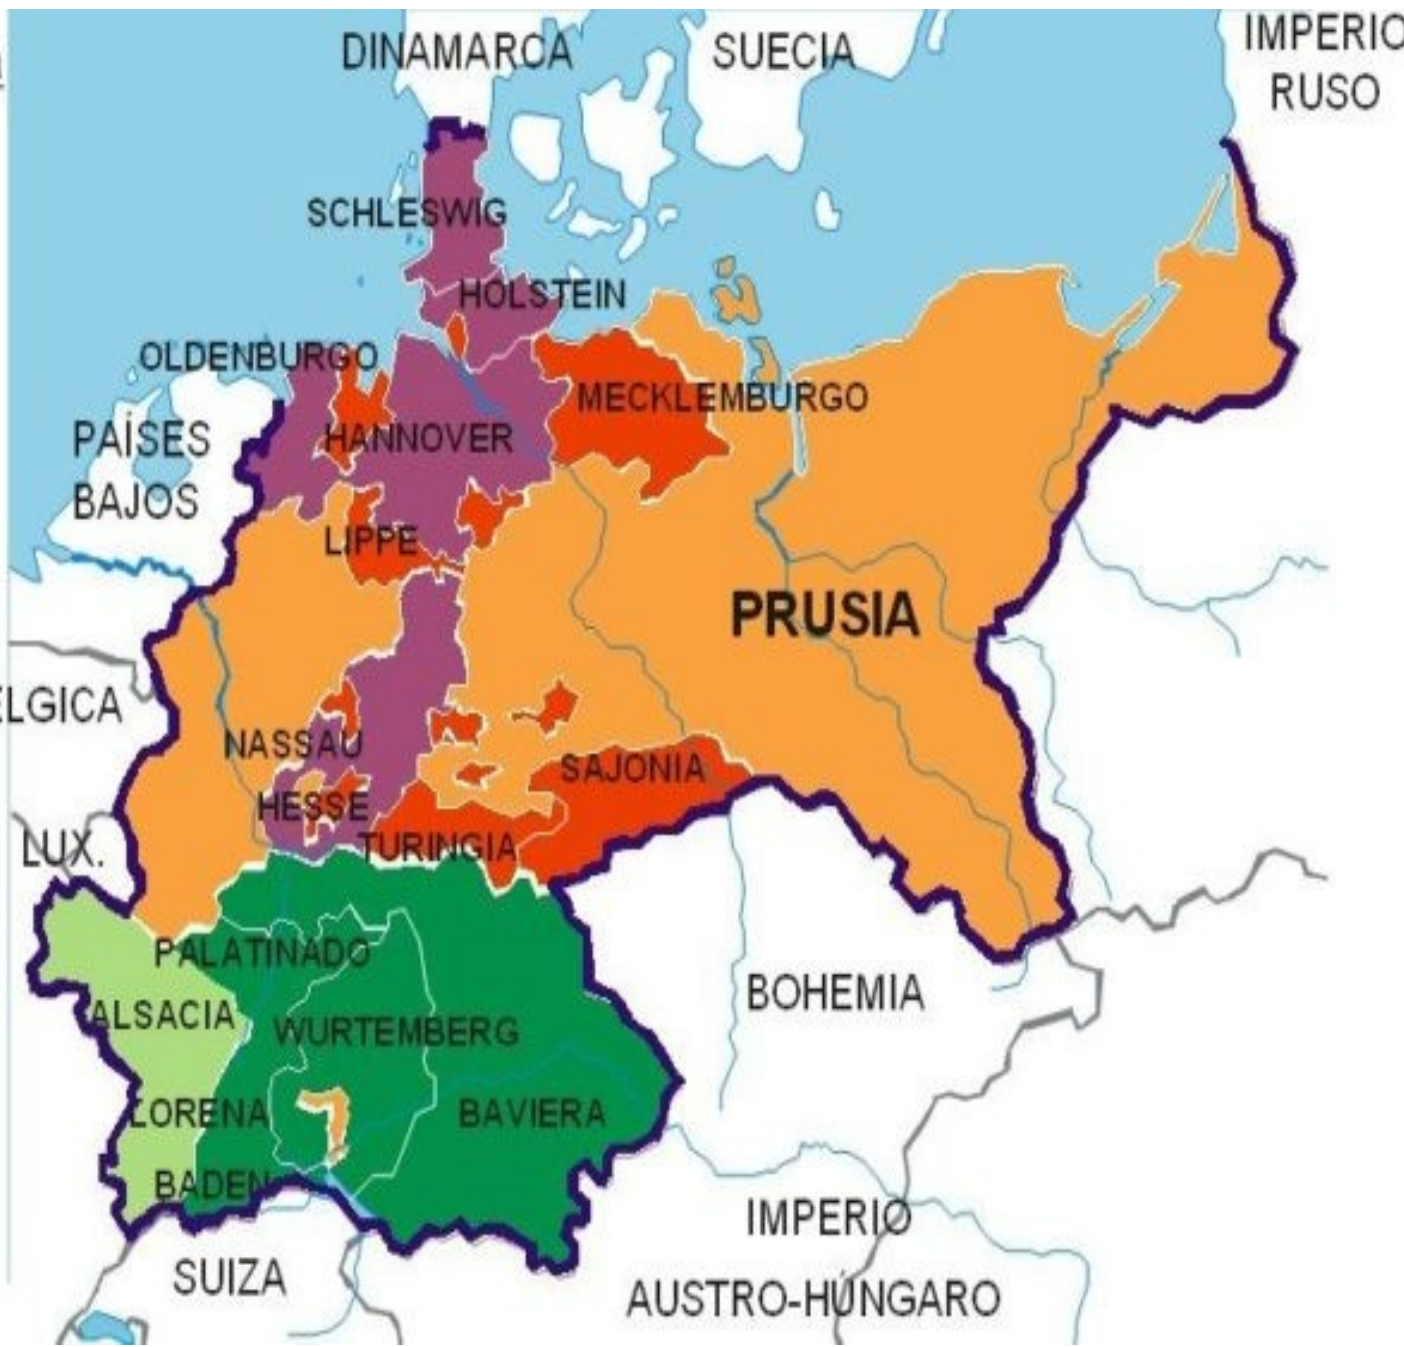 DINAMARCA
SUECIA
IMPERIO
RUSO
SCHLESWIG
HOLSTEIN
OLDENBURGO
MECKLEMBURGO
PAÍSES
BAJOS
HANNOVER
LIPPE
PRUSIA
ELGICA
NASSAU
SAJONIA
HESSE
TURINGIA
LUX.
PALATINADO
BOHEMIA
ALSACIA
WURTEMBERG
LORENA
BAVIERA
BADEN
IMPERIO
AUSTRO-HÚNGARO
SUIZA